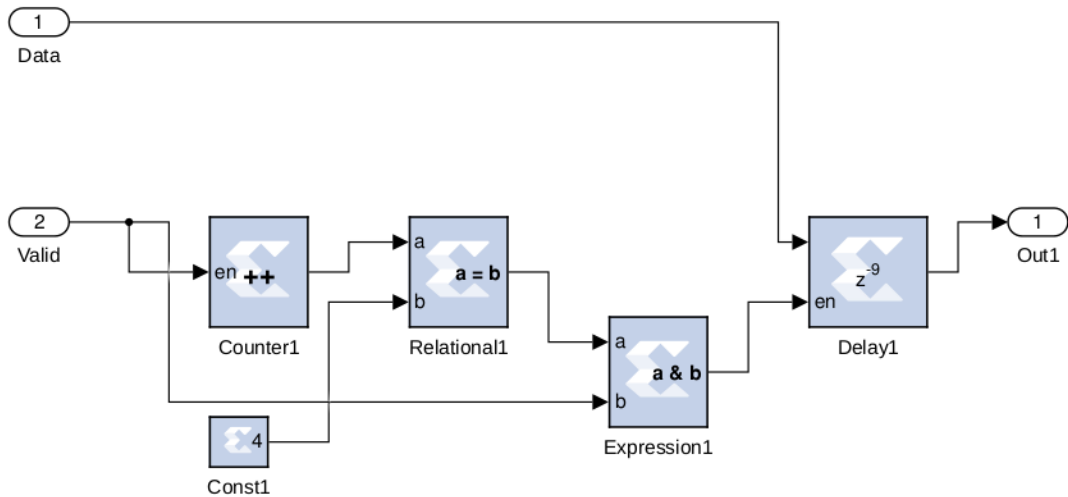 1
Data
2
Valid
en ++
Counter1
a
b
a = b
Relational1
4
Const1
a
b
a & b
Expression1
z-9
en
Delay1
1
Out1